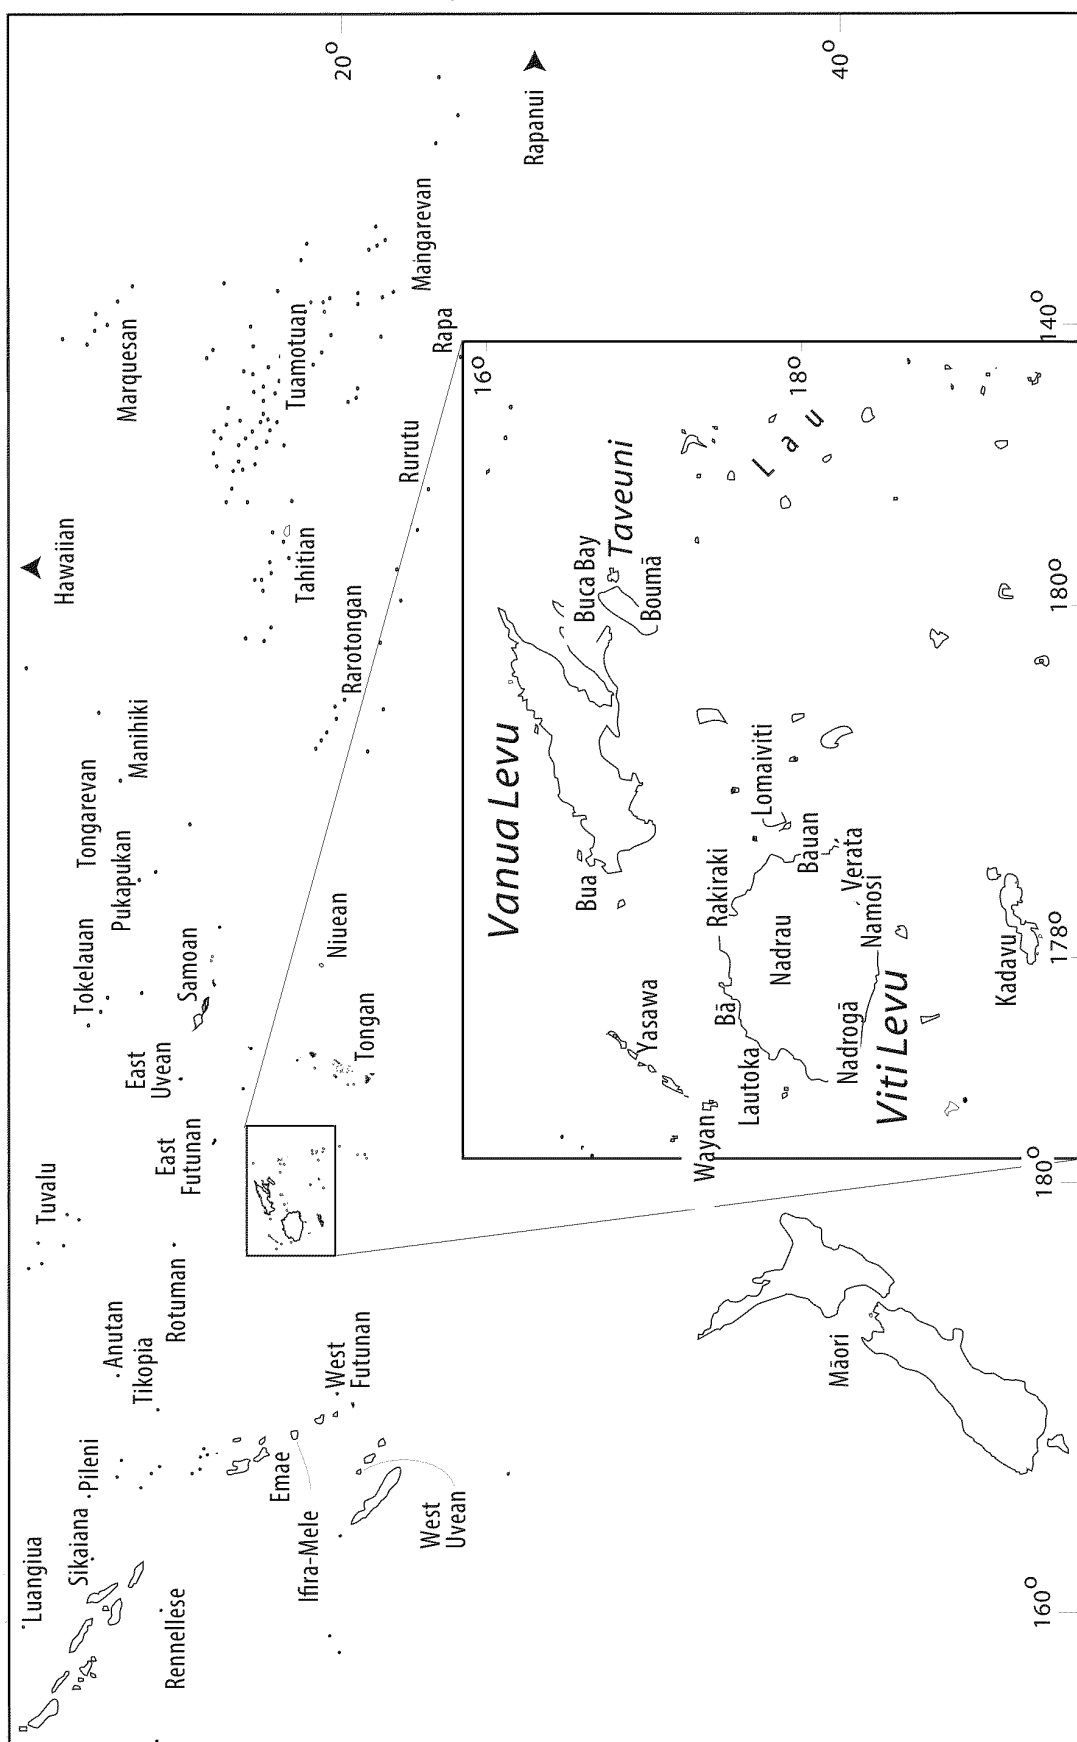 Luangiua
Sikaiana
Pileni
Rennellese
Anutan
Tikopia
Rotuman
Tuvalu
East
Futunan
East
Uvean
Tokelauan
Pukapukan
Tongarevan
Manihiki
Samoan
Hawaiian
Marquesan
Tuamotuan
Tahitian
Rarotongan
Rurutu
Rapa
Mangarevan
Rapanui
Niuean
Tongan
Emae
Ifira-Mele
West
Futunan
West
Uvean
Māori
20°
40°
160°
180°
140°
Vanua Levu
Bua
Buca Bay
Taveuni
Boumā
Yasawa
Wayan
Lautoka
Bā
Rakiraki
Nadrau
Nadrogā
Viti Levu
Namosi
Verata
Bauan
Lomaiviti
Kadavu
Lau
16°
18°
178°
180°